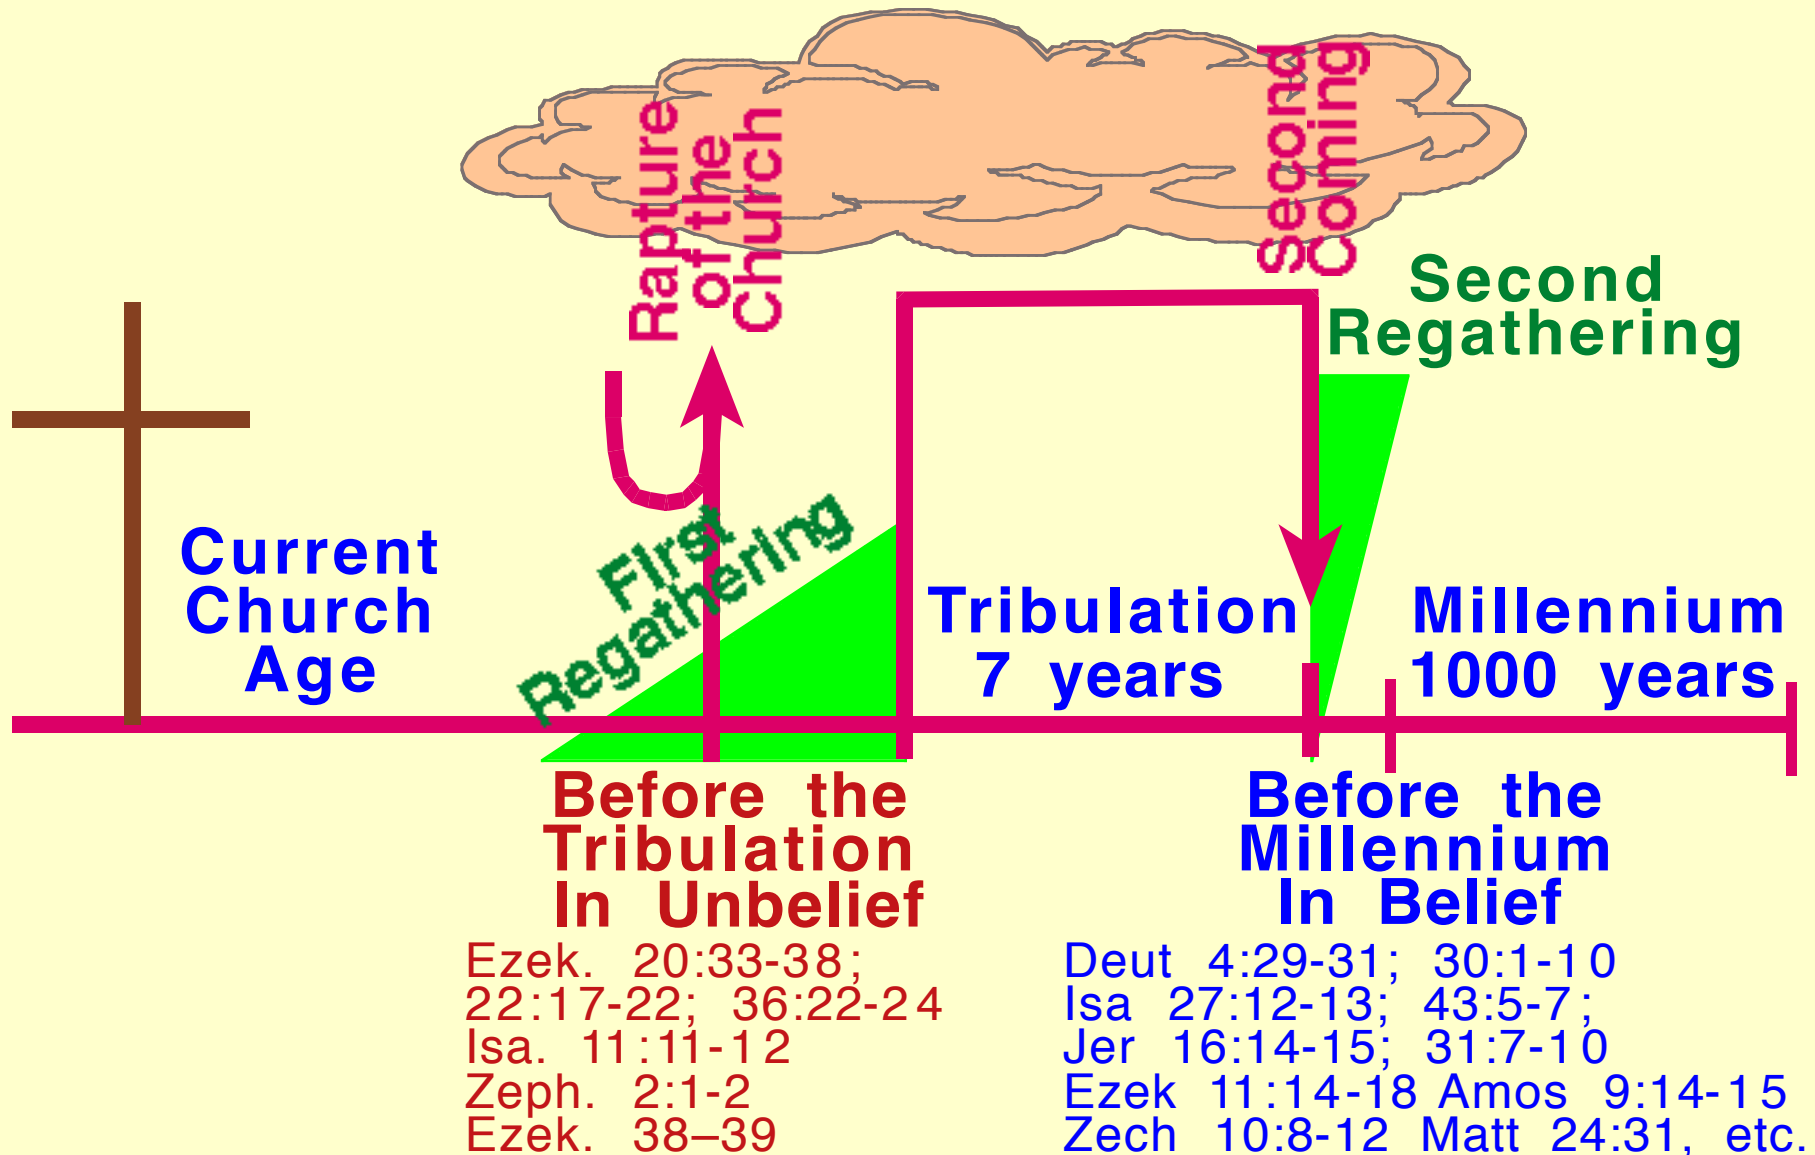 Rapture
of the
Church
Second
Coming
Second
Regathering
First
Regathering
Current
Church
Age
Tribulation
7 years
Millennium
1000 years
Before the
Tribulation
In Unbelief
Ezek. 20:33-38;
22:17-22; 36:22-24
Isa. 11:11-12
Zeph. 2:1-2
Ezek. 38–39
Before the
Millennium
In Belief
Deut 4:29-31; 30:1-10
Isa 27:12-13; 43:5-7;
Jer 16:14-15; 31:7-10
Ezek 11:14-18 Amos 9:14-15
Zech 10:8-12 Matt 24:31, etc.